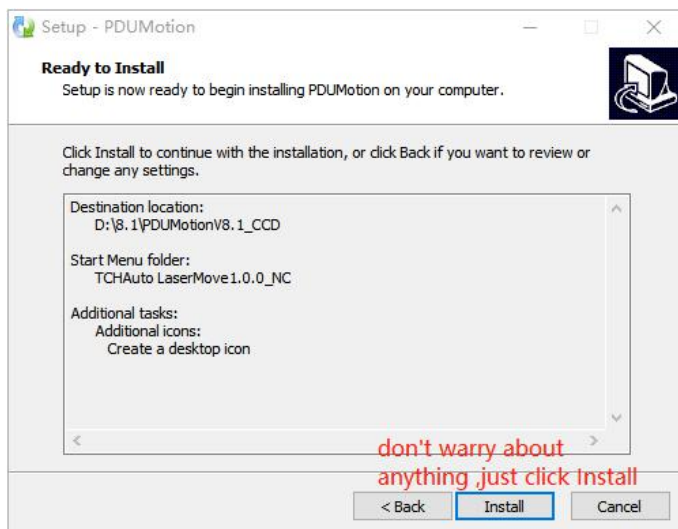 Setup - PDUMotion
Ready to Install
Setup is now ready to begin installing PDUMotion on your computer.
Click Install to continue with the installation, or click Back if you want to review or
change any settings.
Destination location:
D:\8.1\PDUMotionV8.1_CCD
Start Menu folder:
TCHAuto LaserMove1.0.0_NC
Additional tasks:
Additional icons:
Create a desktop icon
don't warry about
anything ,just click Install
< Back
Install
Cancel